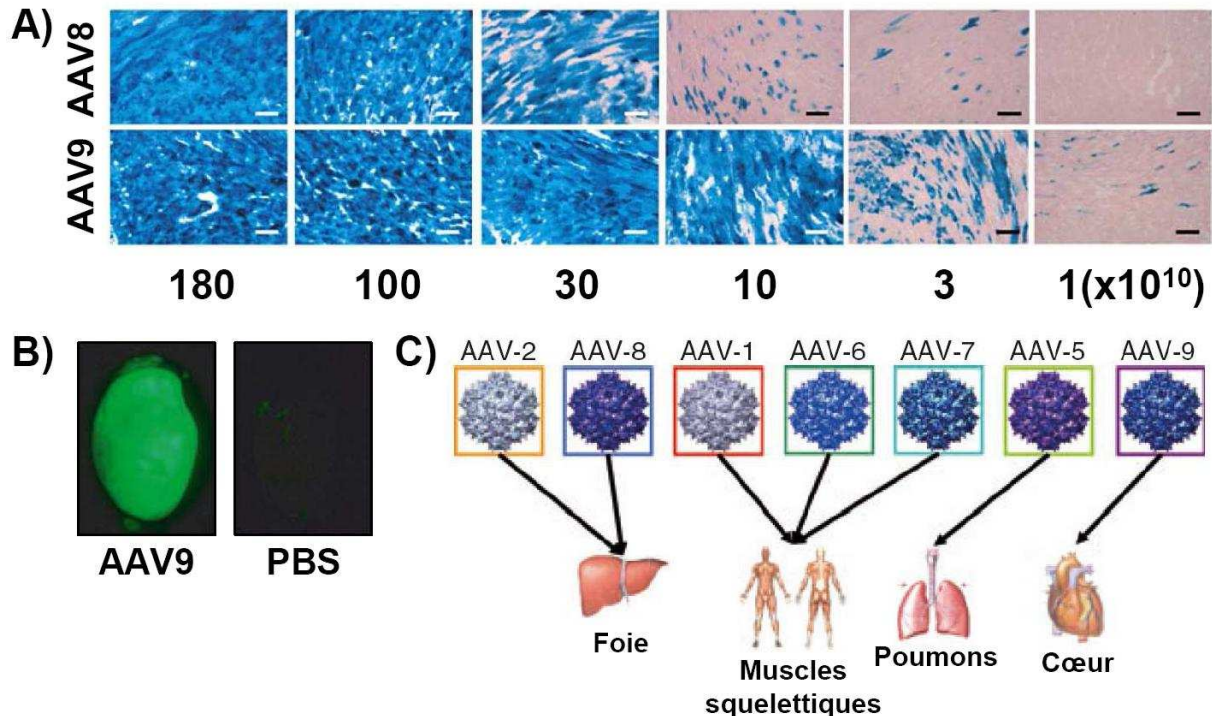 A)
AAV8
AAV9
180 100 30 10 3 1(x10¹⁰)
B)
AAV9 PBS
C)
AAV-2 AAV-8 AAV-1 AAV-6 AAV-7 AAV-5 AAV-9
Foie
Muscles
squelettiques
Poumons
Cœur